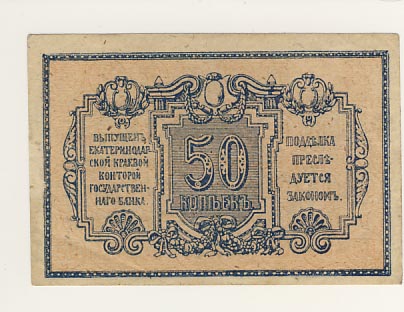 ВЫПУЩЕНЪ
ЕКАТЕРИНОДАР-
СКОЙ КРАЕВОЙ
КОНТОРОЙ
ГОСУДАРСТВЕН-
НАГО БАНКА.
50
КОПѢЕКЪ
ПОДДѢЛКА
ПРЕСЛѢ-
ДУЕТСЯ
ЗАКОНОМЪ.